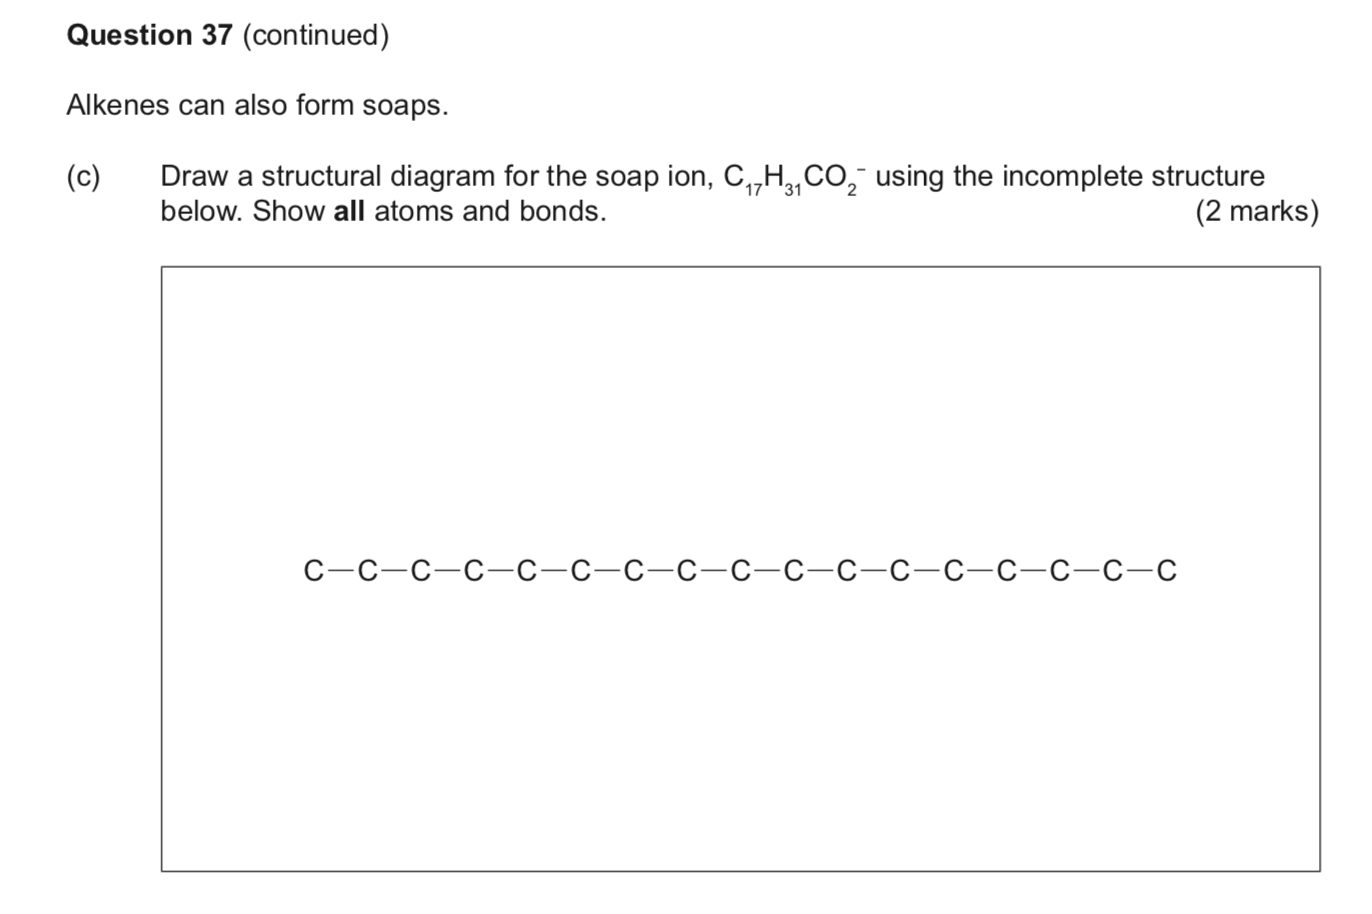 Question 37 (continued)
Alkenes can also form soaps.
(c) Draw a structural diagram for the soap ion, C₁₇H₃₁CO₂⁻ using the incomplete structure
below. Show all atoms and bonds. (2 marks)
C—C—C—C—C—C—C—C—C—C—C—C—C—C—C—C—C